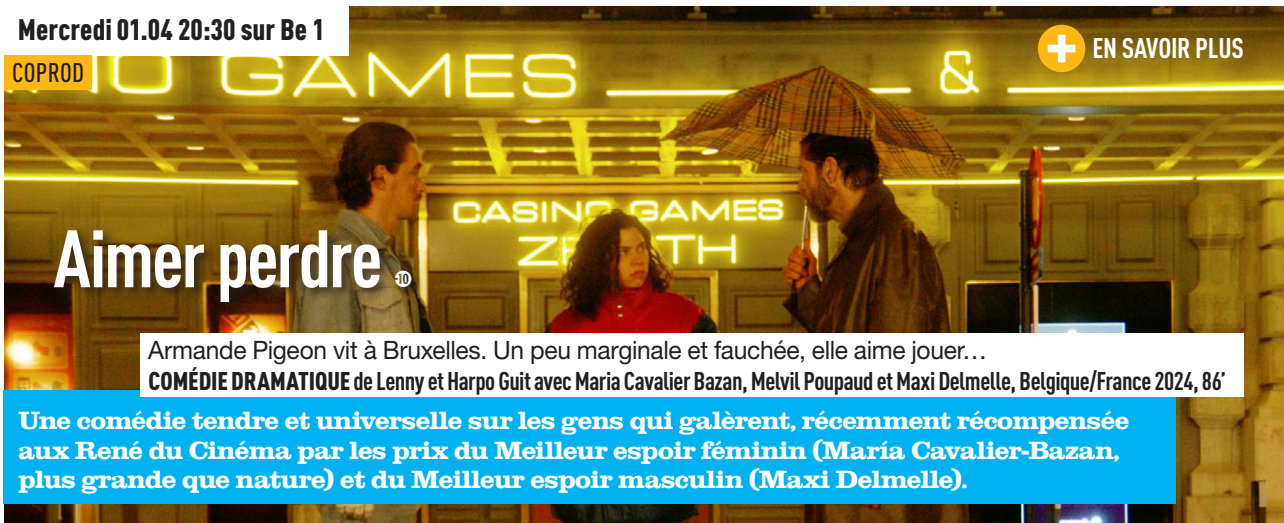 Mercredi 01.04 20:30 sur Be 1
COPROD
EN SAVOIR PLUS
NO GAMES &
CASINO GAMES
Aimer perdre -10
Armande Pigeon vit à Bruxelles. Un peu marginale et fauchée, elle aime jouer…
COMÉDIE DRAMATIQUE de Lenny et Harpo Guit avec Maria Cavalier Bazan, Melvil Poupaud et Maxi Delmelle, Belgique/France 2024, 86’
Une comédie tendre et universelle sur les gens qui galèrent, récemment récompensée
aux René du Cinéma par les prix du Meilleur espoir féminin (María Cavalier-Bazan,
plus grande que nature) et du Meilleur espoir masculin (Maxi Delmelle).